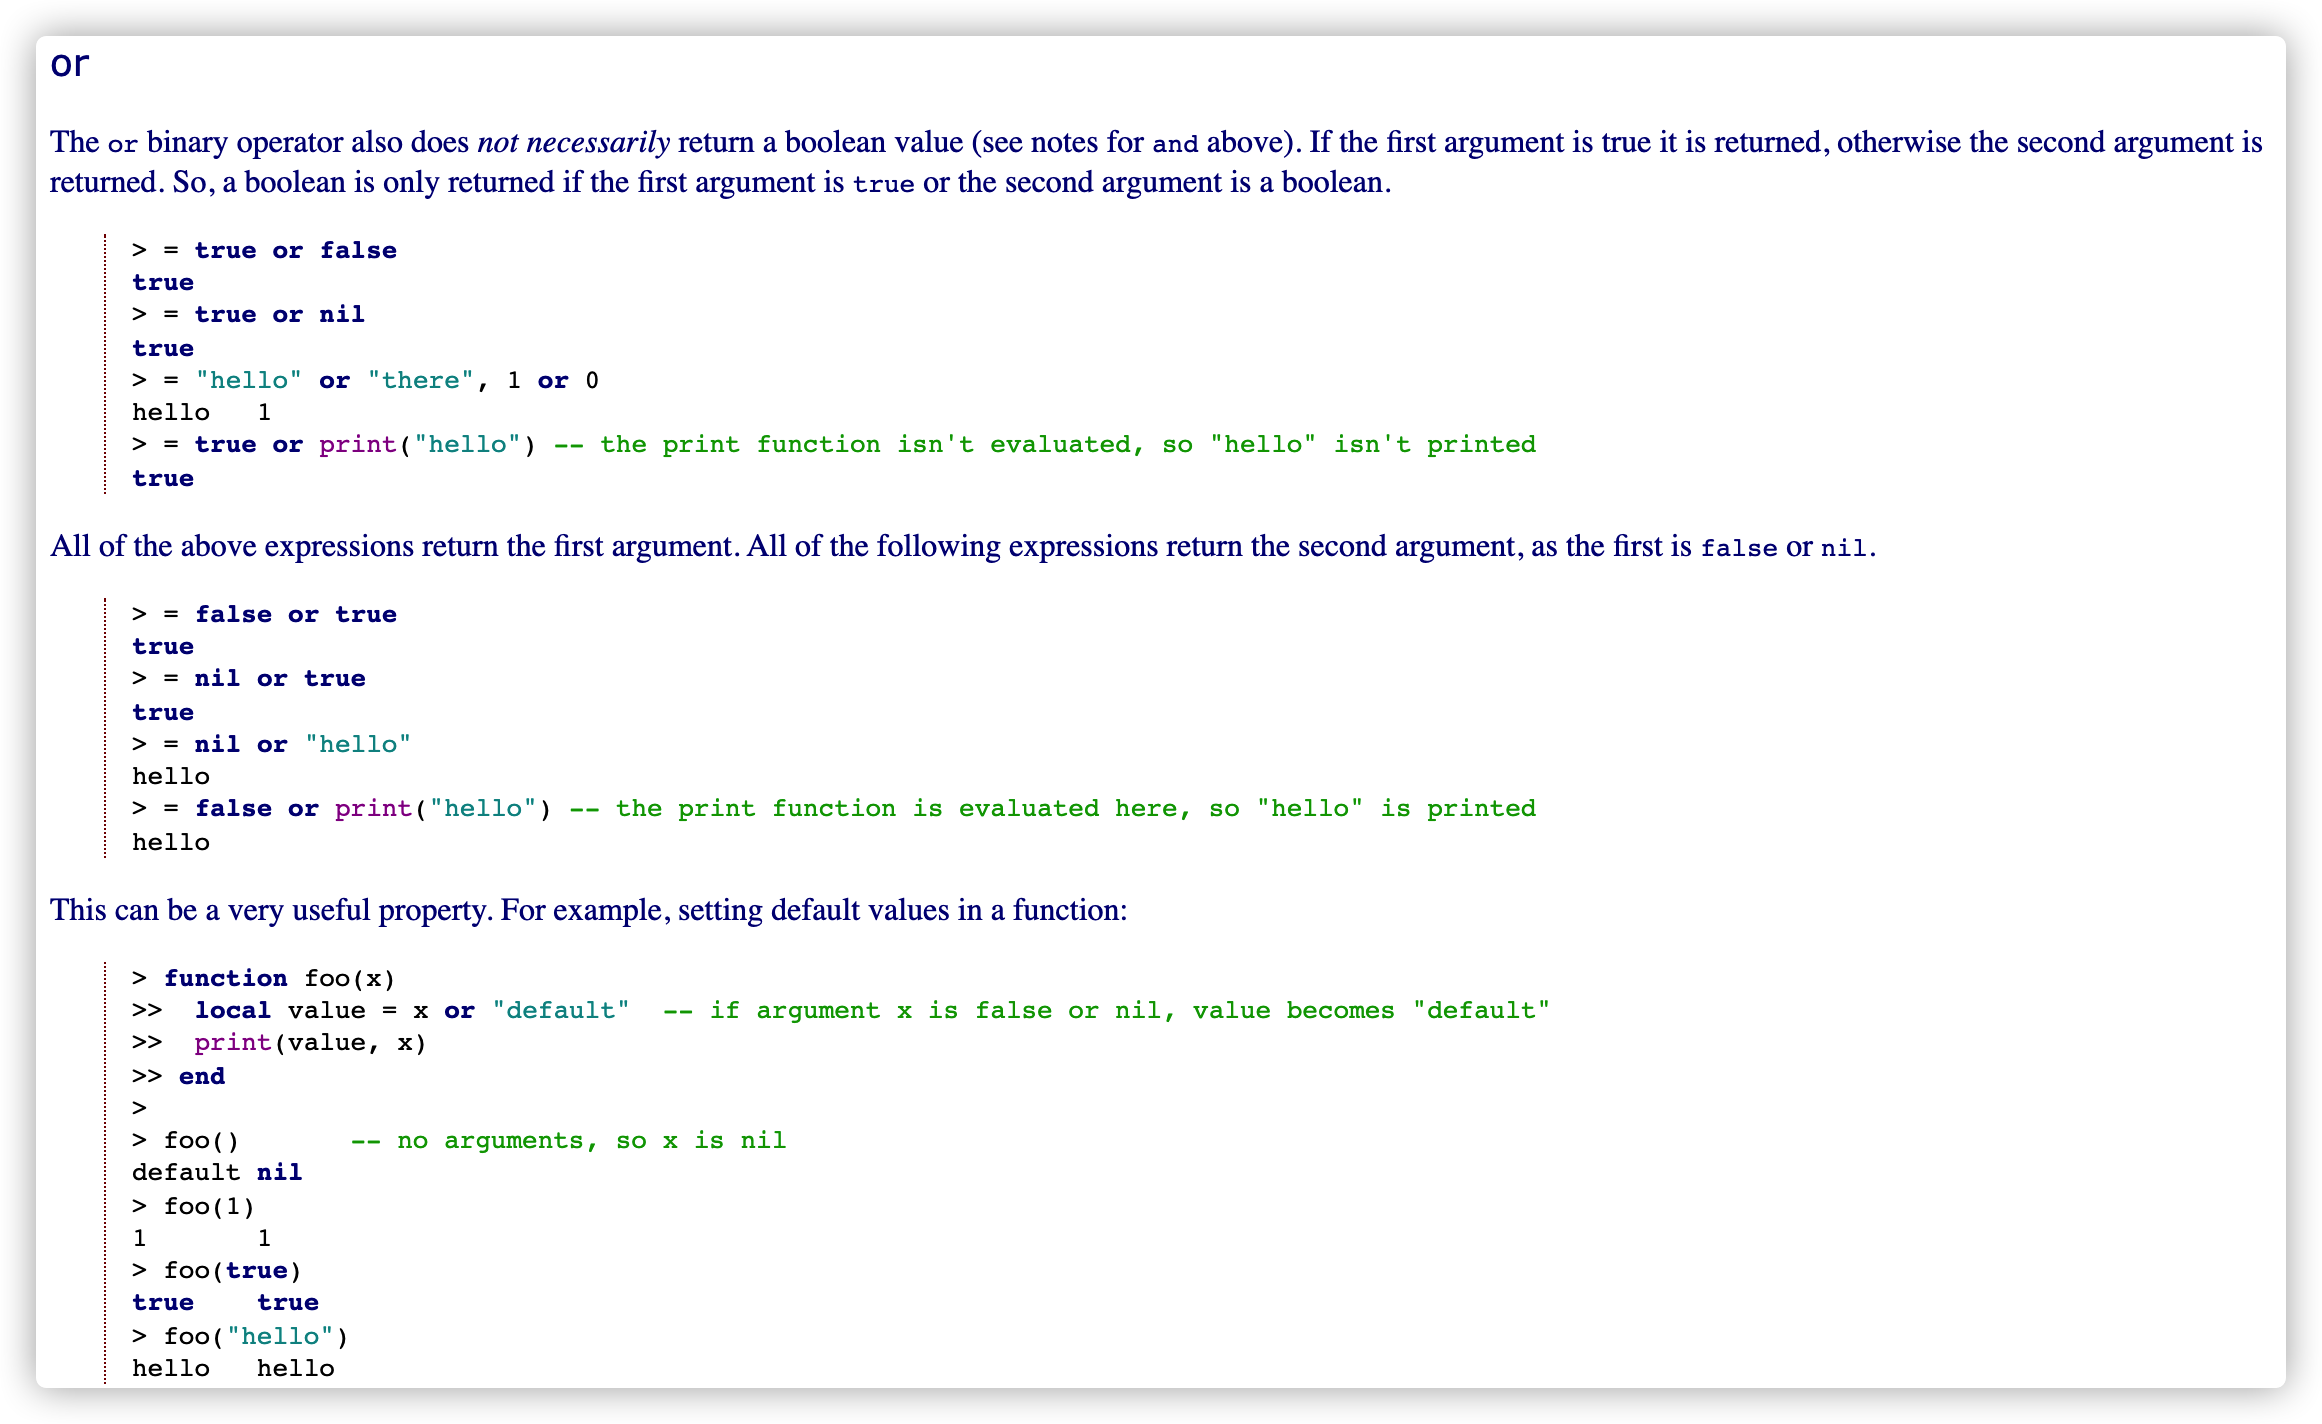 or
The or binary operator also does not necessarily return a boolean value (see notes for and above). If the first argument is true it is returned, otherwise the second argument is
returned. So, a boolean is only returned if the first argument is true or the second argument is a boolean.
> = true or false
true
> = true or nil
true
> = "hello" or "there", 1 or 0
hello   1
> = true or print("hello") -- the print function isn't evaluated, so "hello" isn't printed
true
All of the above expressions return the first argument. All of the following expressions return the second argument, as the first is false or nil.
> = false or true
true
> = nil or true
true
> = nil or "hello"
hello
> = false or print("hello") -- the print function is evaluated here, so "hello" is printed
hello
This can be a very useful property. For example, setting default values in a function:
> function foo(x)
>>  local value = x or "default"  -- if argument x is false or nil, value becomes "default"
>>  print(value, x)
>> end
>
> foo()       -- no arguments, so x is nil
default nil
> foo(1)
1       1
> foo(true)
true    true
> foo("hello")
hello   hello